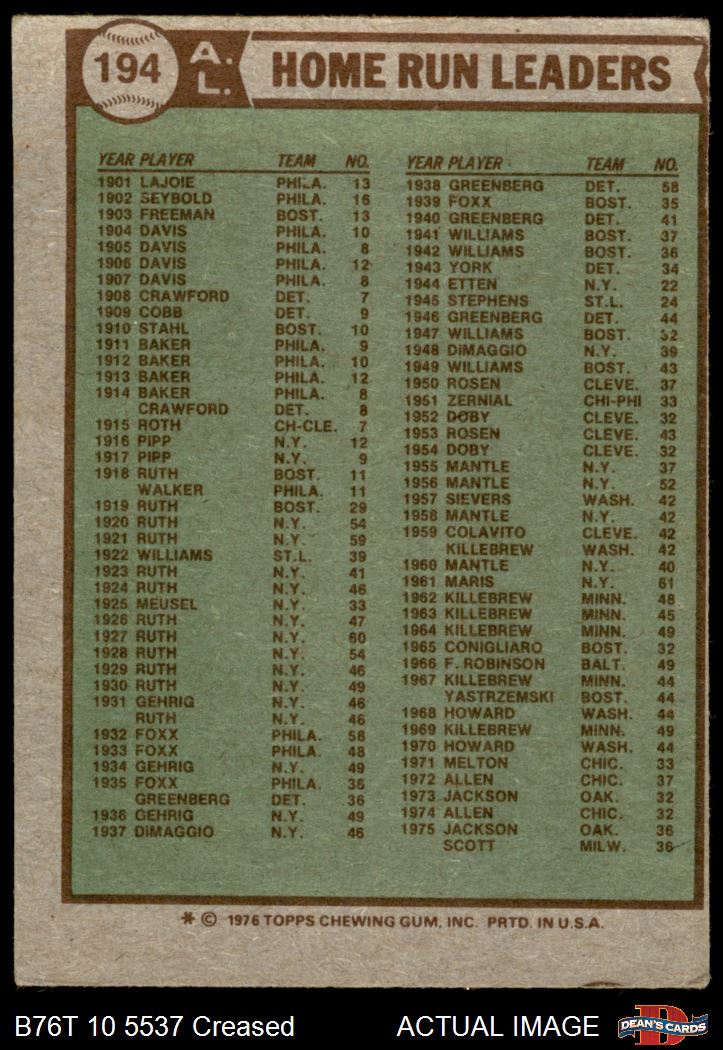 194
A.L.
HOME RUN LEADERS
YEAR PLAYER TEAM NO.
1901 LAJOIE PHILA. 13
1902 SEYBOLD PHILA. 16
1903 FREEMAN BOST. 13
1904 DAVIS PHILA. 10
1905 DAVIS PHILA. 8
1906 DAVIS PHILA. 12
1907 DAVIS PHILA. 8
1908 CRAWFORD DET. 7
1909 COBB DET. 9
1910 STAHL BOST. 10
1911 BAKER PHILA. 9
1912 BAKER PHILA. 10
1913 BAKER PHILA. 12
1914 BAKER PHILA. 8
CRAWFORD DET. 8
1915 ROTH CH-CLE. 7
1916 PIPP N.Y. 12
1917 PIPP N.Y. 9
1918 RUTH BOST. 11
WALKER PHILA. 11
1919 RUTH BOST. 29
1920 RUTH N.Y. 54
1921 RUTH N.Y. 59
1922 WILLIAMS ST.L. 39
1923 RUTH N.Y. 41
1924 RUTH N.Y. 46
1925 MEUSEL N.Y. 33
1926 RUTH N.Y. 47
1927 RUTH N.Y. 60
1928 RUTH N.Y. 54
1929 RUTH N.Y. 46
1930 RUTH N.Y. 49
1931 GEHRIG N.Y. 46
RUTH N.Y. 46
1932 FOXX PHILA. 58
1933 FOXX PHILA. 48
1934 GEHRIG N.Y. 49
1935 FOXX PHILA. 36
GREENBERG DET. 36
1936 GEHRIG N.Y. 49
1937 DiMAGGIO N.Y. 46
YEAR PLAYER TEAM NO.
1938 GREENBERG DET. 58
1939 FOXX BOST. 35
1940 GREENBERG DET. 41
1941 WILLIAMS BOST. 37
1942 WILLIAMS BOST. 36
1943 YORK DET. 34
1944 ETTEN N.Y. 22
1945 STEPHENS ST.L. 24
1946 GREENBERG DET. 44
1947 WILLIAMS BOST. 32
1948 DiMAGGIO N.Y. 39
1949 WILLIAMS BOST. 43
1950 ROSEN CLEVE. 37
1951 ZERNIAL CHI-PHI 33
1952 DOBY CLEVE. 32
1953 ROSEN CLEVE. 43
1954 DOBY CLEVE. 32
1955 MANTLE N.Y. 37
1956 MANTLE N.Y. 52
1957 SIEVERS WASH. 42
1958 MANTLE N.Y. 42
1959 COLAVITO CLEVE. 42
KILLEBREW WASH. 42
1960 MANTLE N.Y. 40
1961 MARIS N.Y. 61
1962 KILLEBREW MINN. 48
1963 KILLEBREW MINN. 45
1964 KILLEBREW MINN. 49
1965 CONIGLIARO BOST. 32
1966 F. ROBINSON BALT. 49
1967 KILLEBREW MINN. 44
YASTRZEMSKI BOST. 44
1968 HOWARD WASH. 44
1969 KILLEBREW MINN. 49
1970 HOWARD WASH. 44
1971 MELTON CHIC. 33
1972 ALLEN CHIC. 37
1973 JACKSON OAK. 32
1974 ALLEN CHIC. 32
1975 JACKSON OAK. 36
SCOTT MILW. 36
* © 1976 TOPPS CHEWING GUM, INC. PRTD. IN U.S.A.
B76T 10 5537 Creased
ACTUAL IMAGE
DEAN'S CARDS